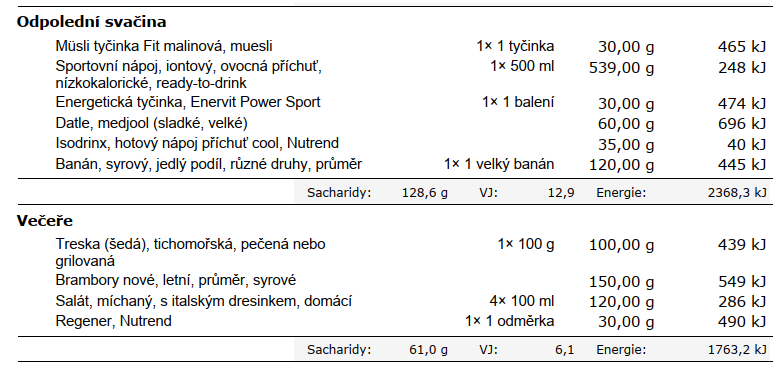 Odpolední svačina
Müsli tyčinka Fit malinová, muesli 1× 1 tyčinka 30,00 g 465 kJ
Sportovní nápoj, iontový, ovocná příchuť, 1× 500 ml 539,00 g 248 kJ
nízkokalorické, ready-to-drink
Energetická tyčinka, Enervit Power Sport 1× 1 balení 30,00 g 474 kJ
Datle, medjool (sladké, velké) 60,00 g 696 kJ
Isodrinx, hotový nápoj příchuť cool, Nutrend 35,00 g 40 kJ
Banán, syrový, jedlý podíl, různé druhy, průměr 1× 1 velký banán 120,00 g 445 kJ
Sacharidy: 128,6 g VJ: 12,9 Energie: 2368,3 kJ
Večeře
Treska (šedá), tichomořská, pečená nebo 1× 100 g 100,00 g 439 kJ
grilovaná
Brambory nové, letní, průměr, syrové 150,00 g 549 kJ
Salát, míchaný, s italským dresinkem, domácí 4× 100 ml 120,00 g 286 kJ
Regener, Nutrend 1× 1 odměrka 30,00 g 490 kJ
Sacharidy: 61,0 g VJ: 6,1 Energie: 1763,2 kJ